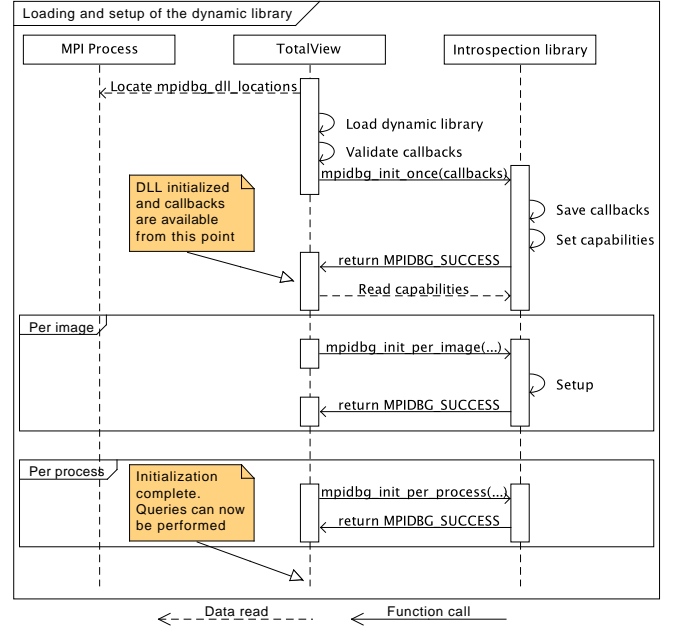 Loading and setup of the dynamic library
MPI Process
TotalView
Introspection library
Locate mpidbg_dll_locations
Load dynamic library
Validate callbacks
mpidbg_init_once(callbacks)
DLL initialized
and callbacks
are available
from this point
Save callbacks
Set capabilities
return MPIDBG_SUCCESS
Read capabilities
Per image
mpidbg_init_per_image(...)
Setup
return MPIDBG_SUCCESS
Per process
Initialization
complete.
Queries can now
be performed
mpidbg_init_per_process(...)
return MPIDBG_SUCCESS
Data read
Function call